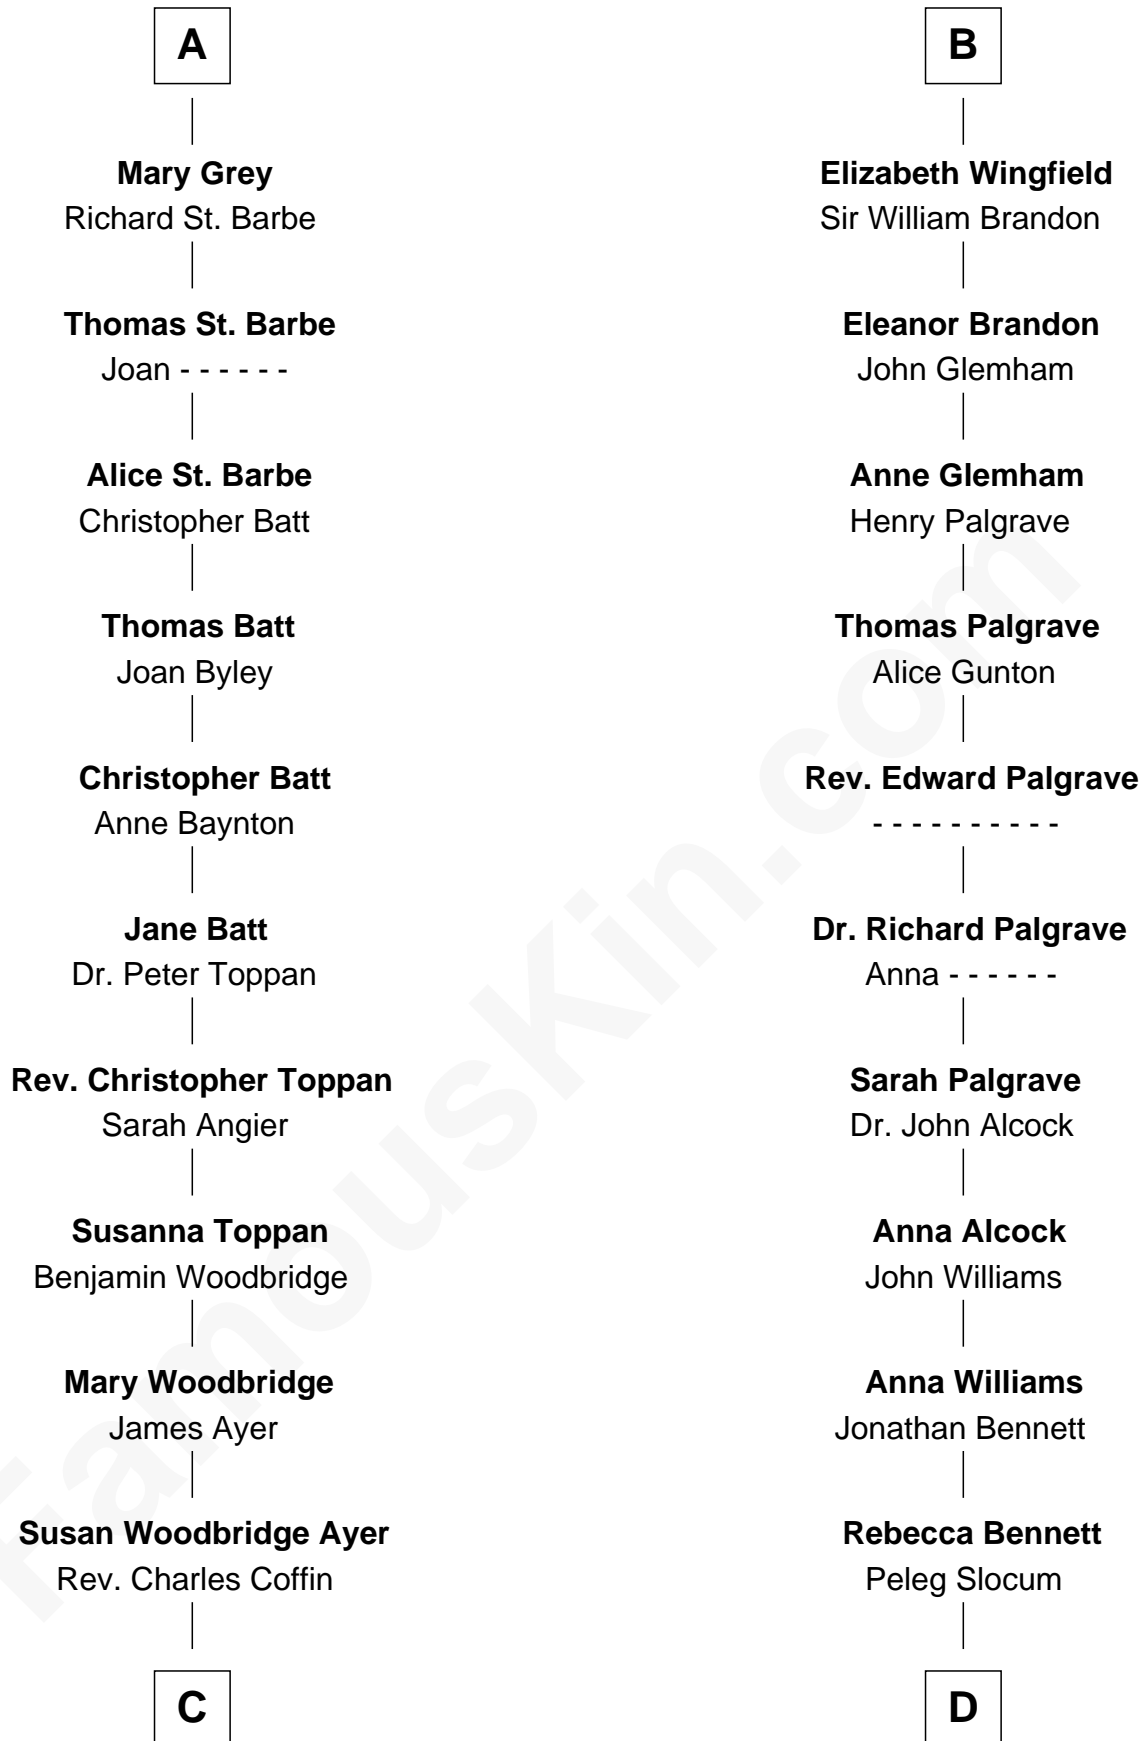 A
Mary Grey
Richard St. Barbe
Thomas St. Barbe
Joan - - - - - -
Alice St. Barbe
Christopher Batt
Thomas Batt
Joan Byley
Christopher Batt
Anne Baynton
Jane Batt
Dr. Peter Toppan
Rev. Christopher Toppan
Sarah Angier
Susanna Toppan
Benjamin Woodbridge
Mary Woodbridge
James Ayer
Susan Woodbridge Ayer
Rev. Charles Coffin
C
B
Elizabeth Wingfield
Sir William Brandon
Eleanor Brandon
John Glemham
Anne Glemham
Henry Palgrave
Thomas Palgrave
Alice Gunton
Rev. Edward Palgrave
- - - - - - - - - -
Dr. Richard Palgrave
Anna - - - - - -
Sarah Palgrave
Dr. John Alcock
Anna Alcock
John Williams
Anna Williams
Jonathan Bennett
Rebecca Bennett
Peleg Slocum
D
FamousKin.com